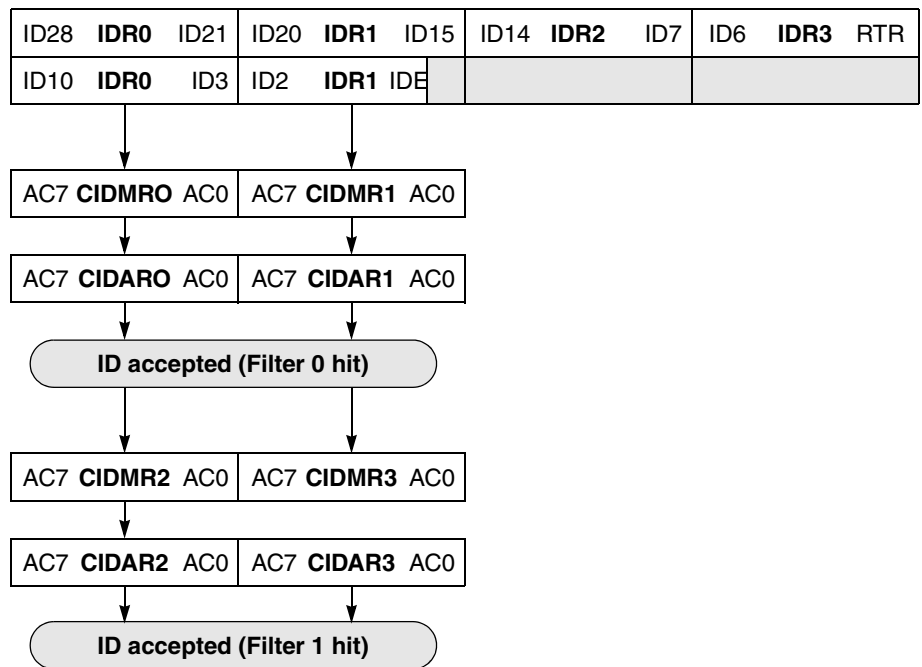 ID28 IDR0 ID21 ID20 IDR1 ID15 ID14 IDR2 ID7 ID6 IDR3 RTR
ID10 IDR0 ID3 ID2 IDR1 IDE
AC7 CIDMRO AC0 AC7 CIDMR1 AC0
AC7 CIDARO AC0 AC7 CIDAR1 AC0
ID accepted (Filter 0 hit)
AC7 CIDMR2 AC0 AC7 CIDMR3 AC0
AC7 CIDAR2 AC0 AC7 CIDAR3 AC0
ID accepted (Filter 1 hit)